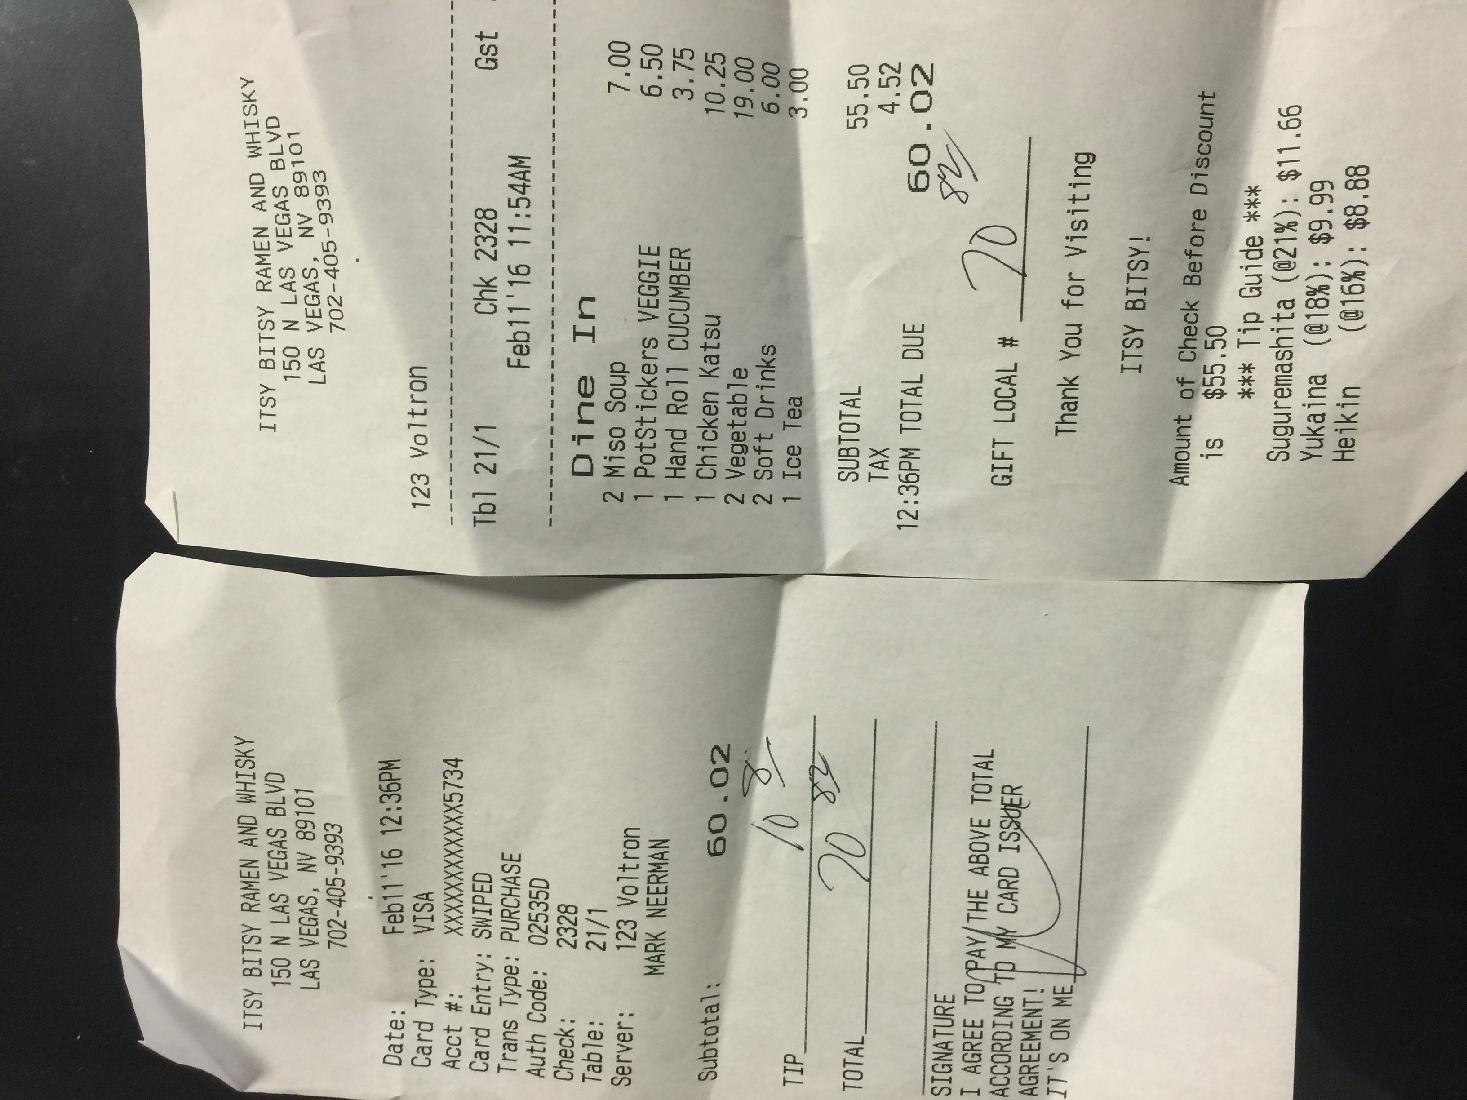 ITSY BITSY RAMEN AND WHISKY
150 N LAS VEGAS BLVD
LAS VEGAS, NV 89101
702-405-9393
Date: Feb11'16 12:36PM
Card Type: VISA
Acct #: XXXXXXXXXXXX5734
Card Entry: SWIPED
Trans Type: PURCHASE
Auth Code: 02535D
Check: 2328
Table: 21/1
Server: 123 Voltron
MARK NEERMAN
Subtotal: 60.02
TIP 10
TOTAL 70
SIGNATURE
I AGREE TO PAY THE ABOVE TOTAL
ACCORDING TO MY CARD ISSUER
AGREEMENT!
IT'S ON ME
ITSY BITSY RAMEN AND WHISKY
150 N LAS VEGAS BLVD
LAS VEGAS, NV 89101
702-405-9393
123 Voltron
Tbl 21/1 Chk 2328 Gst
Feb11'16 11:54AM
Dine In
2 Miso Soup 7.00
1 PotStickers VEGGIE 6.50
1 Hand Roll CUCUMBER 3.75
1 Chicken Katsu 10.25
2 Vegetable 19.00
2 Soft Drinks 6.00
1 Ice Tea 3.00
SUBTOTAL 55.50
TAX 4.52
12:36PM TOTAL DUE 60.02
70
GIFT LOCAL #
Thank You for Visiting
ITSY BITSY!
Amount of Check Before Discount
is $55.50
*** Tip Guide ***
Suguremashita (@21%): $11.66
Yukaina (@18%): $9.99
Heikin (@16%): $8.88